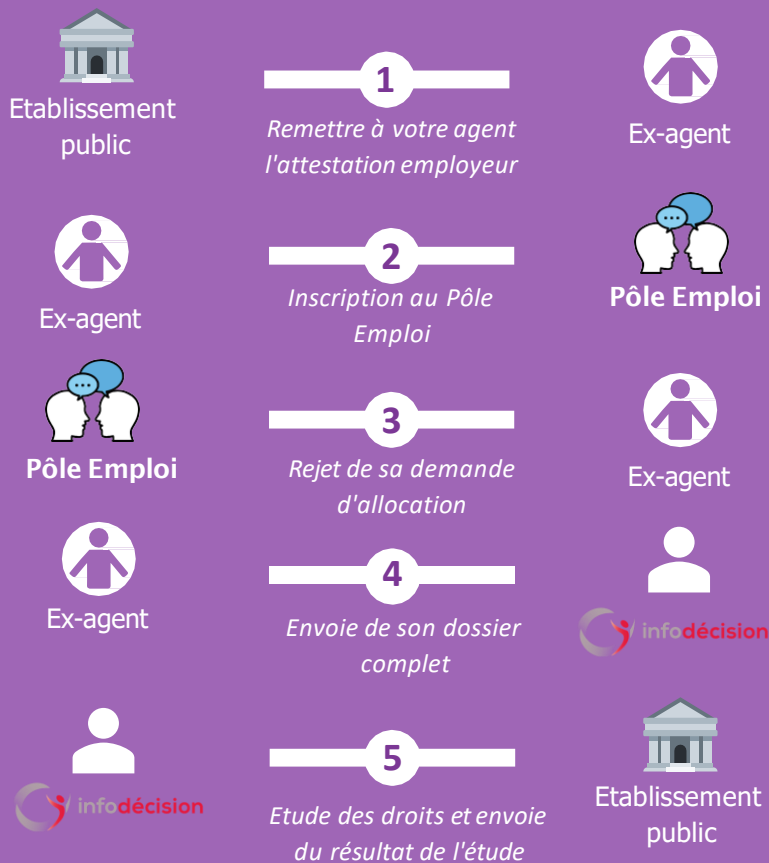 Etablissement
public
1
Remettre à votre agent
l'attestation employeur
Ex-agent
Ex-agent
2
Inscription au Pôle
Emploi
Pôle Emploi
Pôle Emploi
3
Rejet de sa demande
d'allocation
Ex-agent
Ex-agent
4
Envoie de son dossier
complet
infodécision
infodécision
5
Etude des droits et envoie
du résultat de l'étude
Etablissement
public